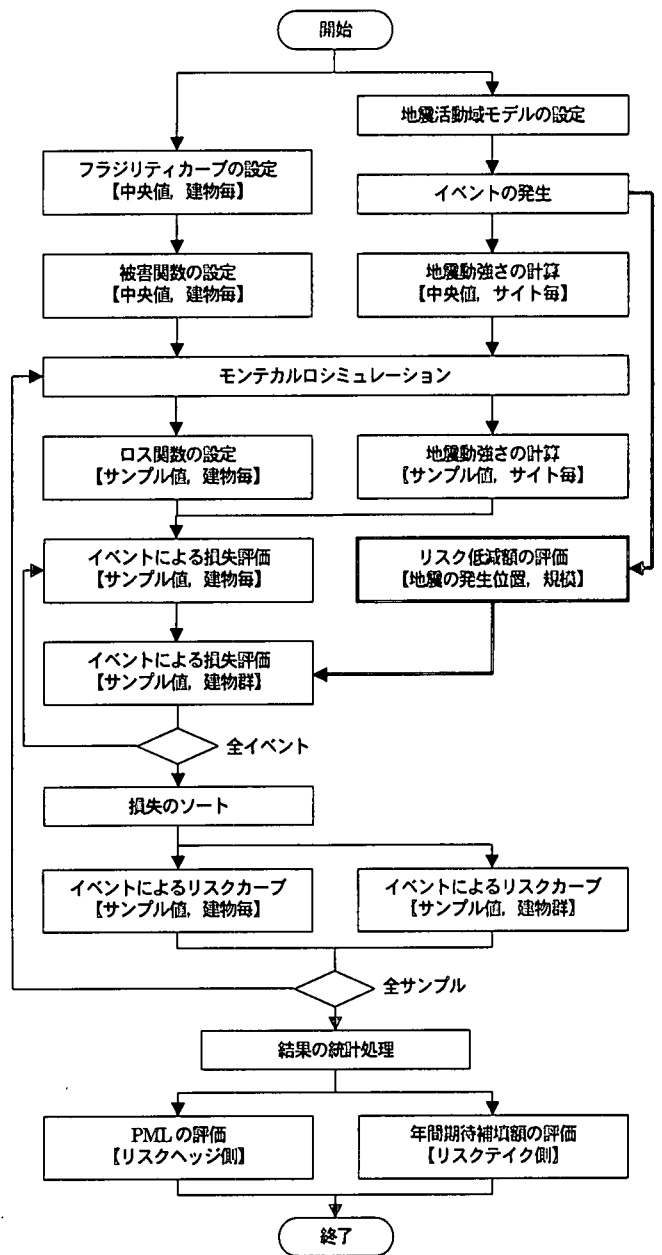 開始
地震活動域モデルの設定
フラジリティカーブの設定
【中央値, 建物毎】
イベントの発生
被害関数の設定
【中央値, 建物毎】
地震動強さの計算
【中央値, サイト毎】
モンテカルロシミュレーション
ロス関数の設定
【サンプル値, 建物毎】
地震動強さの計算
【サンプル値, サイト毎】
イベントによる損失評価
【サンプル値, 建物毎】
リスク低減額の評価
【地震の発生位置, 規模】
イベントによる損失評価
【サンプル値, 建物群】
全イベント
損失のソート
イベントによるリスクカーブ
【サンプル値, 建物毎】
イベントによるリスクカーブ
【サンプル値, 建物群】
全サンプル
結果の統計処理
PMLの評価
【リスクヘッジ側】
年間期待補填額の評価
【リスクテイク側】
終了